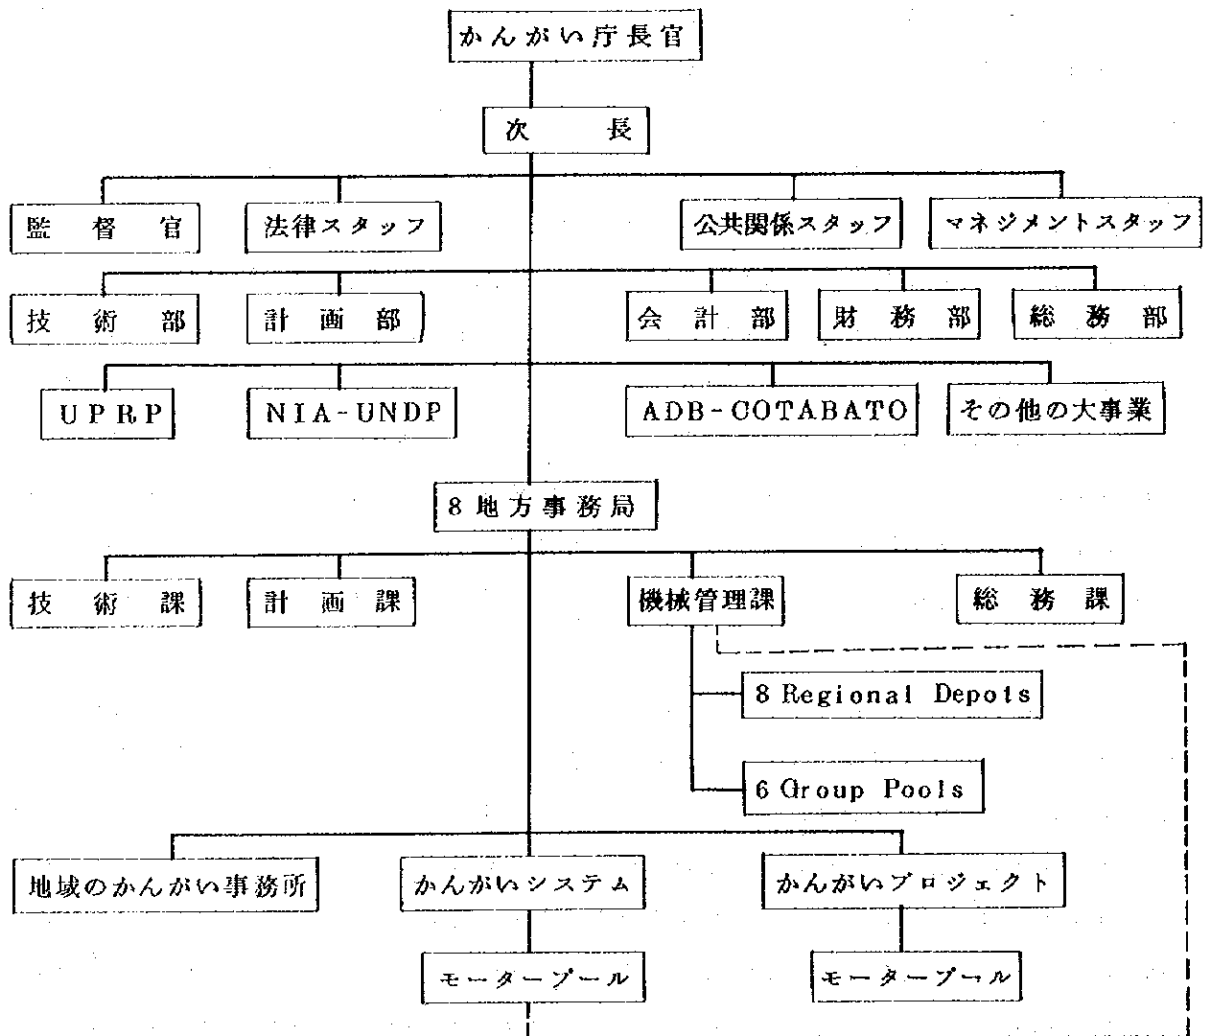 かんがい庁長官
次長
監督官
法律スタッフ
公共関係スタッフ
マネジメントスタッフ
技術部
計画部
会計部
財務部
総務部
UPRP
NIA-UNDP
ADB-COTABATO
その他の大事業
8地方事務局
技術課
計画課
機械管理課
総務課
8 Regional Depots
6 Group Pools
地域のかんがい事務所
かんがいシステム
かんがいプロジェクト
モータープール
モータープール